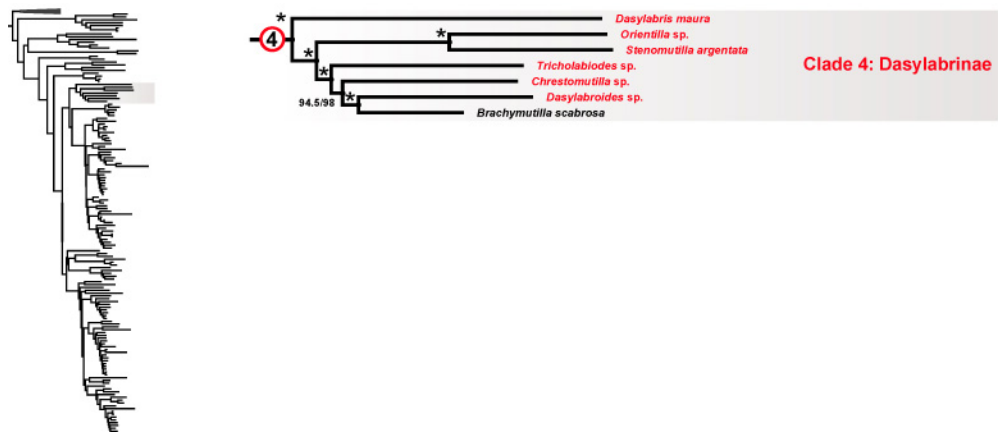 * Dasylabris maura
4
* Orientilla sp.
*
Stenomutilla argentata
* Tricholabiodes sp.
Clade 4: Dasylabrinae
Chrestomutilla sp.
94.5/98 * Dasylabroides sp.
Brachymutilla scabrosa